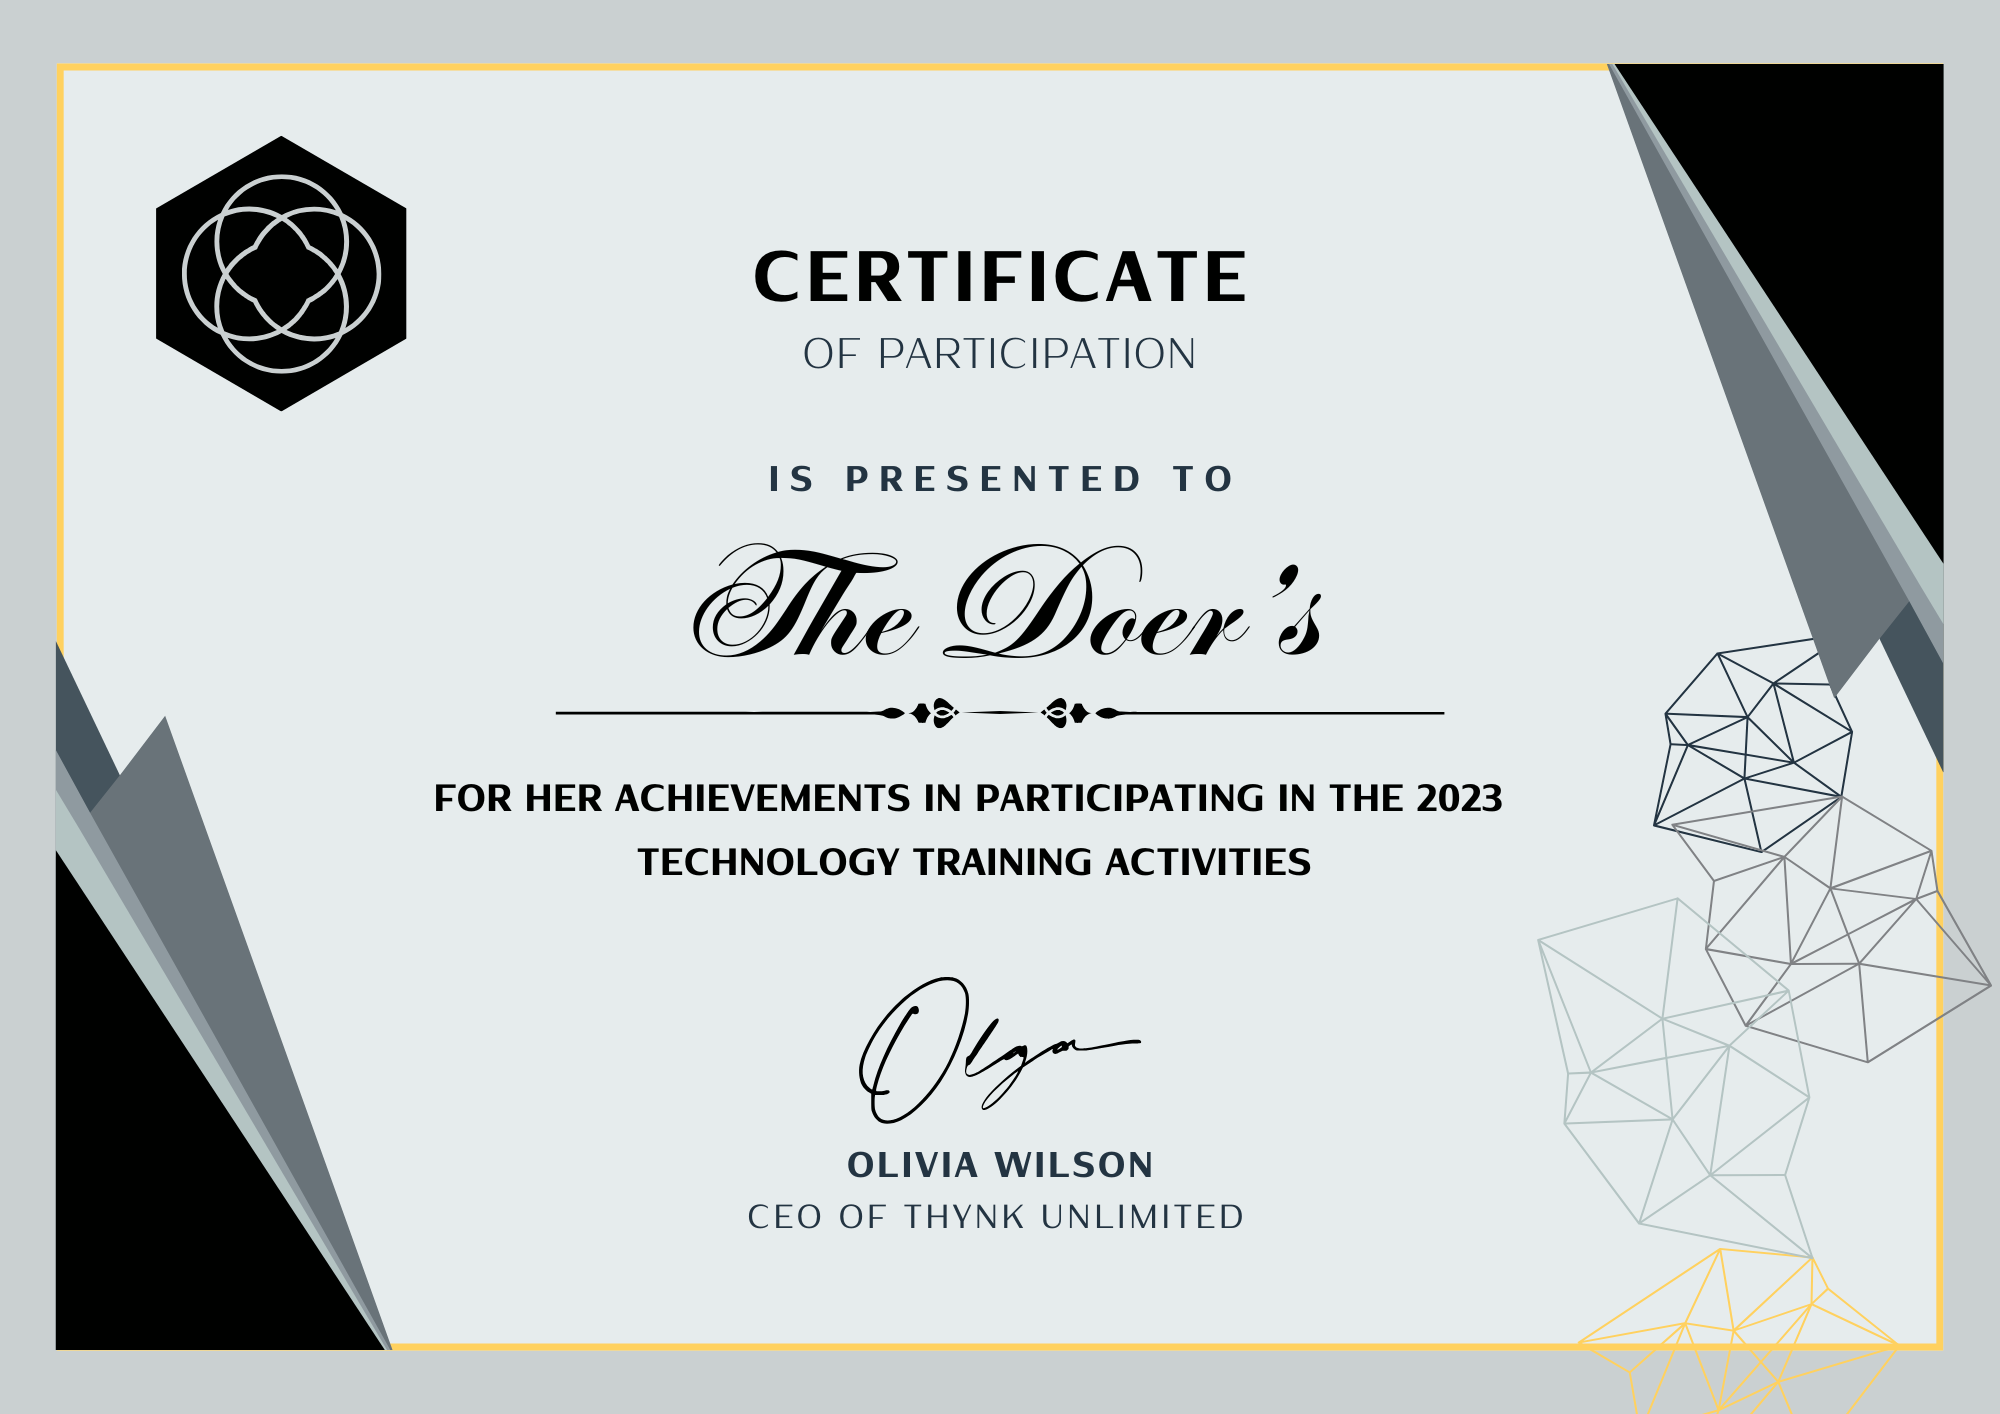 CERTIFICATE
OF PARTICIPATION
IS PRESENTED TO
The Doer's
FOR HER ACHIEVEMENTS IN PARTICIPATING IN THE 2023
TECHNOLOGY TRAINING ACTIVITIES
Olga
OLIVIA WILSON
CEO OF THYNK UNLIMITED